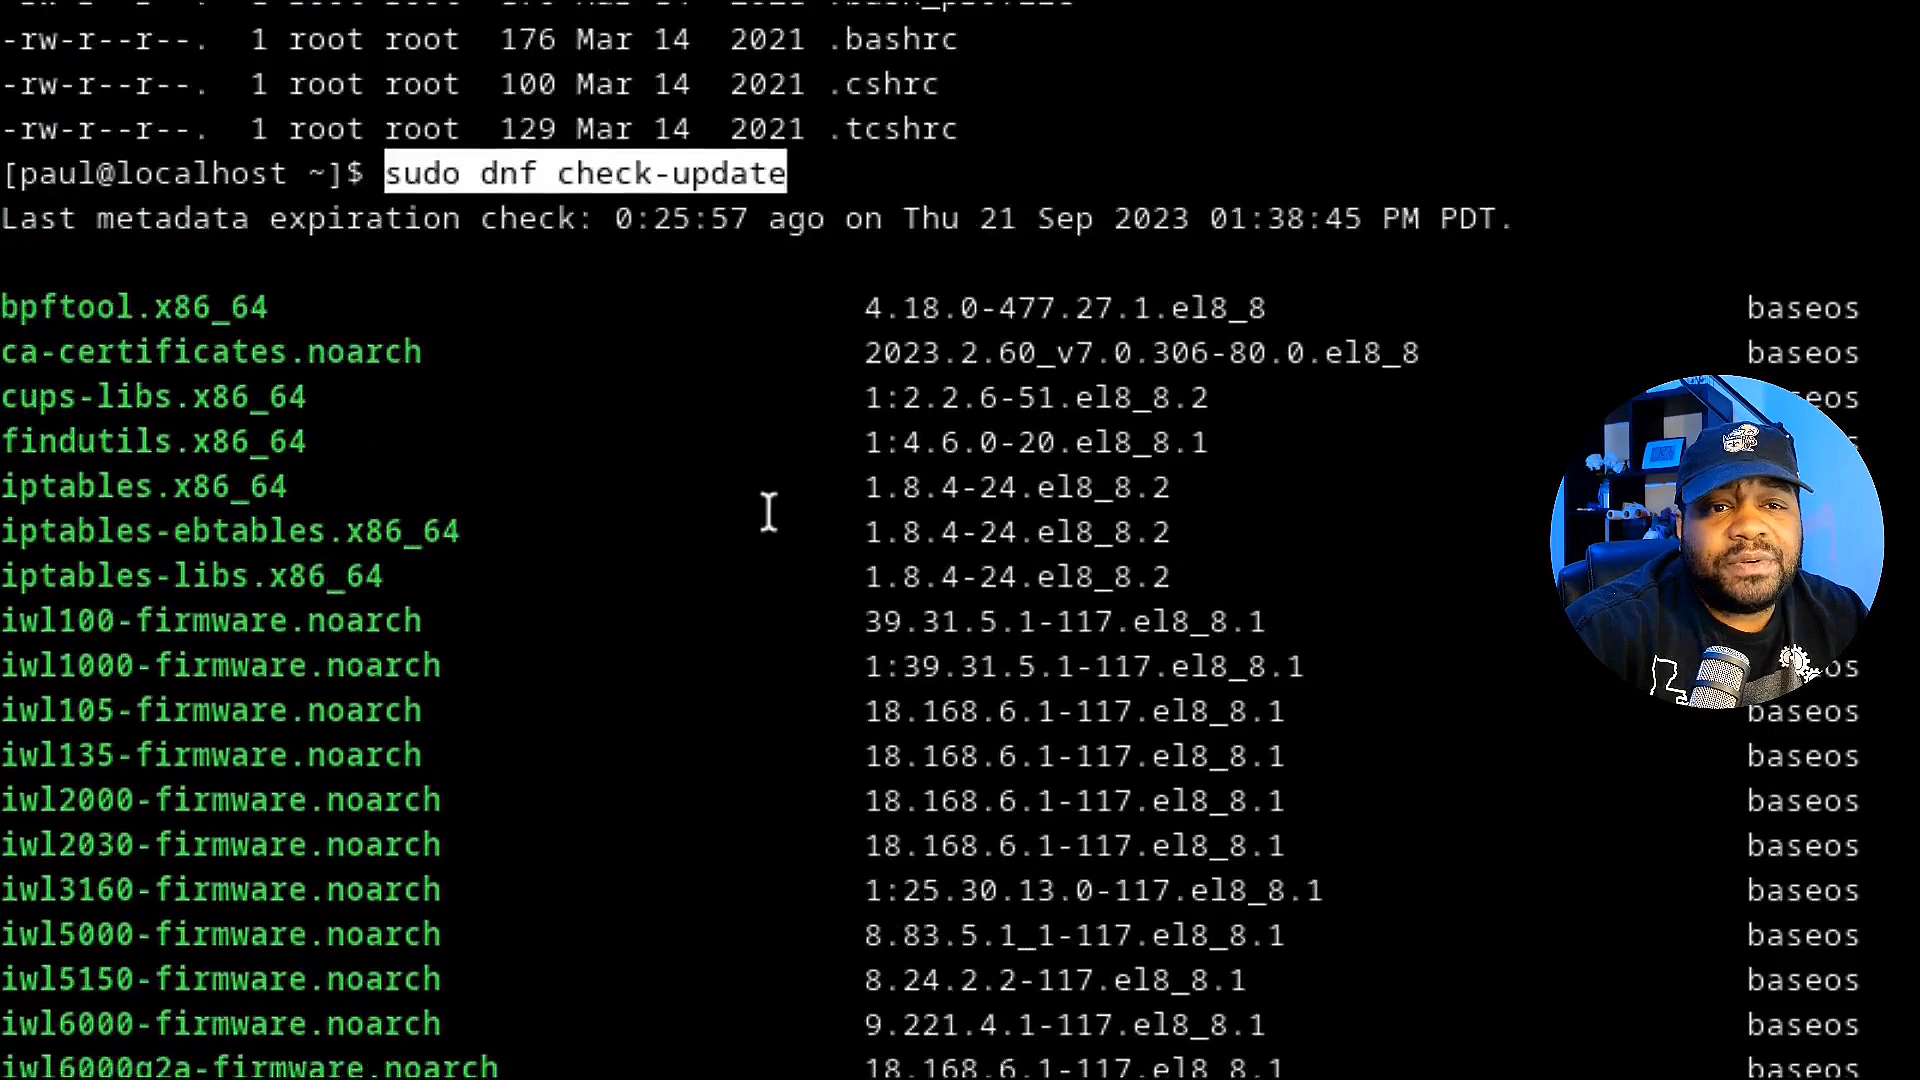 -rw-r--r--. 1 root root 176 Mar 14 2021 .bashrc
-rw-r--r--. 1 root root 100 Mar 14 2021 .cshrc
-rw-r--r--. 1 root root 129 Mar 14 2021 .tcshrc
[paul@localhost ~]$ sudo dnf check-update
Last metadata expiration check: 0:25:57 ago on Thu 21 Sep 2023 01:38:45 PM PDT.
bpftool.x86_64 4.18.0-477.27.1.el8_8 baseos
ca-certificates.noarch 2023.2.60_v7.0.306-80.0.el8_8 baseos
cups-libs.x86_64 1:2.2.6-51.el8_8.2 eos
findutils.x86_64 1:4.6.0-20.el8_8.1
iptables.x86_64 1.8.4-24.el8_8.2
iptables-ebtables.x86_64 1.8.4-24.el8_8.2
iptables-libs.x86_64 1.8.4-24.el8_8.2
iwl100-firmware.noarch 39.31.5.1-117.el8_8.1
iwl1000-firmware.noarch 1:39.31.5.1-117.el8_8.1 os
iwl105-firmware.noarch 18.168.6.1-117.el8_8.1 baseos
iwl135-firmware.noarch 18.168.6.1-117.el8_8.1 baseos
iwl2000-firmware.noarch 18.168.6.1-117.el8_8.1 baseos
iwl2030-firmware.noarch 18.168.6.1-117.el8_8.1 baseos
iwl3160-firmware.noarch 1:25.30.13.0-117.el8_8.1 baseos
iwl5000-firmware.noarch 8.83.5.1_1-117.el8_8.1 baseos
iwl5150-firmware.noarch 8.24.2.2-117.el8_8.1 baseos
iwl6000-firmware.noarch 9.221.4.1-117.el8_8.1 baseos
iwl6000g2a-firmware.noarch 18.168.6.1-117.el8_8.1 baseos